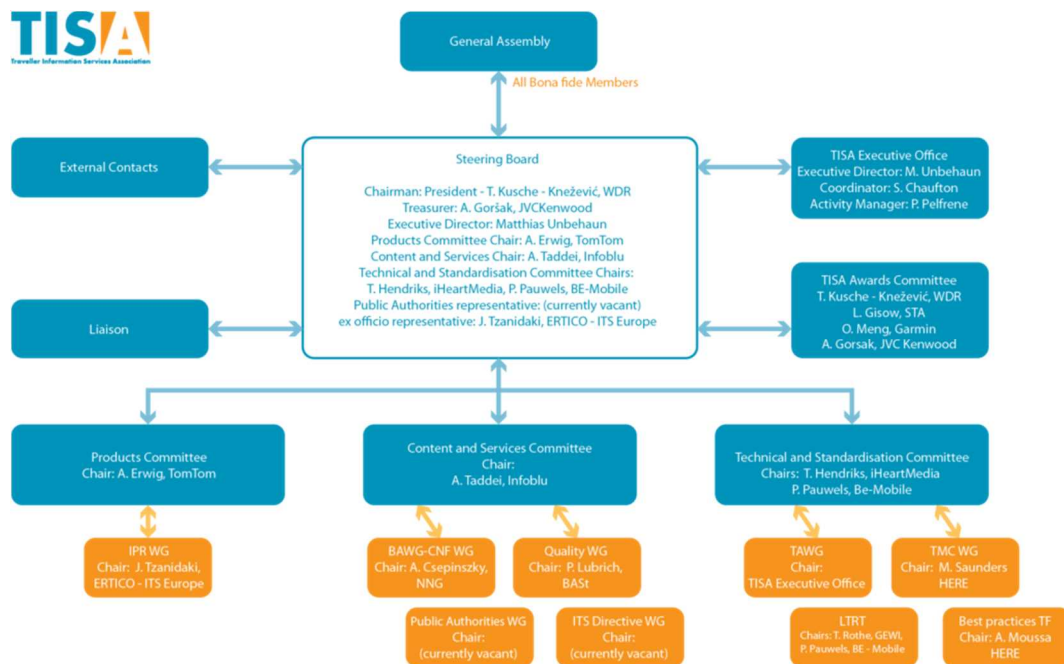 TISA
Traveller Information Services Association
General Assembly
All Bona fide Members
External Contacts
Steering Board
Chairman: President - T. Kusche - Knežević, WDR
Treasurer: A. Goršak, JVCKenwood
Executive Director: Matthias Unbehaun
Products Committee Chair: A. Erwig, TomTom
Content and Services Chair: A. Taddei, Infoblu
Technical and Standardisation Committee Chairs:
T. Hendriks, iHeartMedia, P. Pauwels, BE-Mobile
Public Authorities representative: (currently vacant)
ex officio representative: J. Tzanidaki, ERTICO - ITS Europe
TISA Executive Office
Executive Director: M. Unbehaun
Coordinator: S. Chaufton
Activity Manager: P. Pelfrene
Liaison
TISA Awards Committee
T. Kusche - Knežević, WDR
L. Gisow, STA
O. Meng, Garmin
A. Gorsak, JVC Kenwood
Products Committee
Chair: A. Erwig, TomTom
Content and Services Committee
Chair:
A. Taddei, Infoblu
Technical and Standardisation Committee
Chairs: T. Hendriks, iHeartMedia
P. Pauwels, Be-Mobile
IPR WG
Chair: J. Tzanidaki,
ERTICO - ITS Europe
BAWG-CNF WG
Chair: A. Csepinszky,
NNG
Quality WG
Chair: P. Lubrich,
BASt
TAWG
Chair:
TISA Executive Office
TMC WG
Chair: M. Saunders
HERE
Public Authorities WG
Chair:
(currently vacant)
ITS Directive WG
Chair:
(currently vacant)
LTRT
Chairs: T. Rothe, GEWI,
P. Pauwels, BE - Mobile
Best practices TF
Chair: A. Moussa
HERE